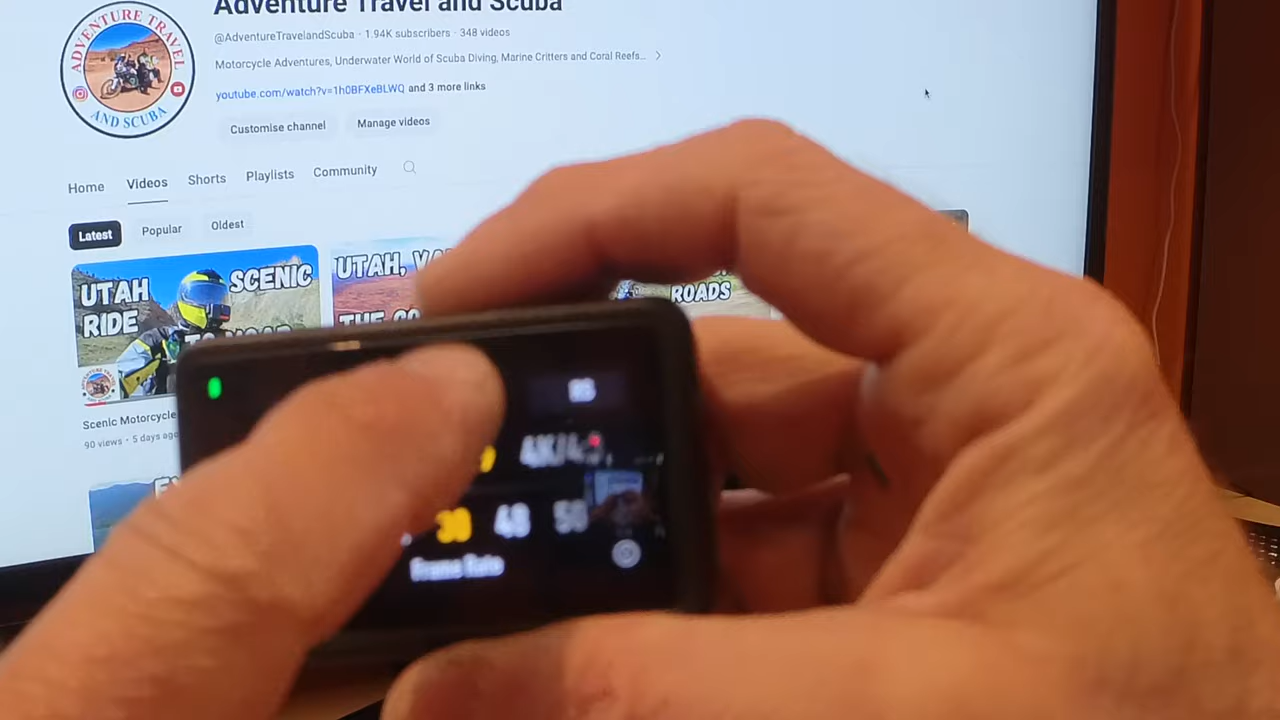 Adventure Travel and Scuba
@AdventureTravelandScuba · 1.94K subscribers · 348 videos
Motorcycle Adventures, Underwater World of Scuba Diving, Marine Critters and Coral Reefs...
youtube.com/watch?v=1h0BFXeBLWQ and 3 more links
Customise channel
Manage videos
ADVENTURE TRAVEL
AND SCUBA
Home
Videos
Shorts
Playlists
Community
Latest
Popular
Oldest
UTAH
RIDE
SCENIC
UTAH,
ROADS
Scenic Motorcycle
90 views · 5 days ago
30
48
50
Frame Rate